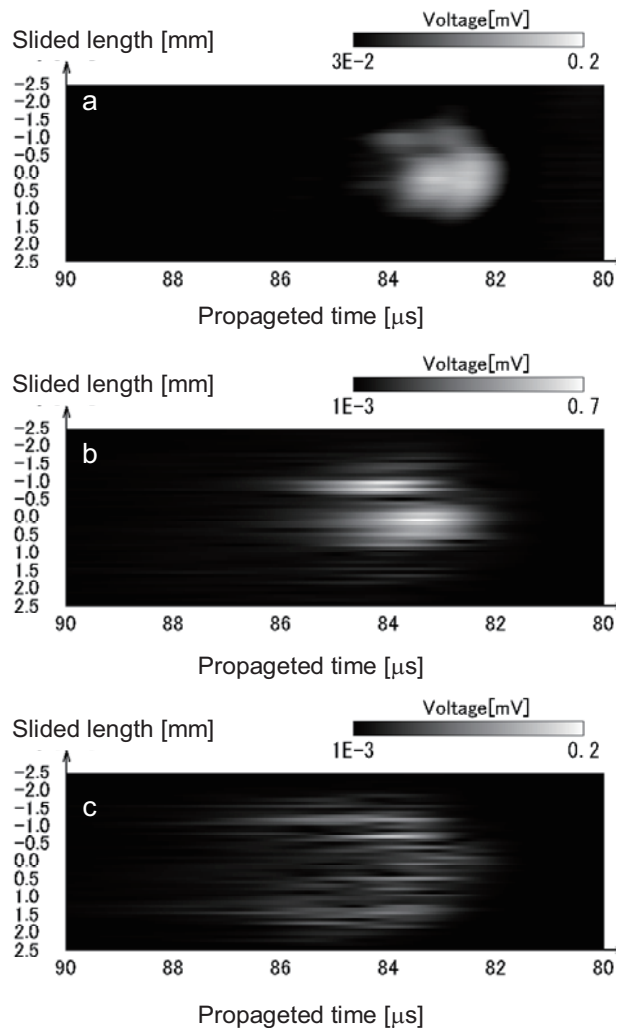 Voltage[mV]
Slided length [mm]
3E-2 0.2
a
-2.5
-2.0
-1.5
-1.0
-0.5
0.0
0.5
1.0
1.5
2.0
2.5
90 88 86 84 82 80
Propageted time [μs]
Voltage[mV]
Slided length [mm]
1E-3 0.7
b
-2.5
-2.0
-1.5
-1.0
-0.5
0.0
0.5
1.0
1.5
2.0
2.5
90 88 86 84 82 80
Propageted time [μs]
Voltage[mV]
Slided length [mm]
1E-3 0.2
c
-2.5
-2.0
-1.5
-1.0
-0.5
0.0
0.5
1.0
1.5
2.0
2.5
90 88 86 84 82 80
Propageted time [μs]